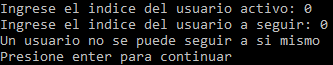 Ingrese el indice del usuario activo: 0
Ingrese el indice del usuario a seguir: 0
Un usuario no se puede seguir a si mismo
Presione enter para continuar